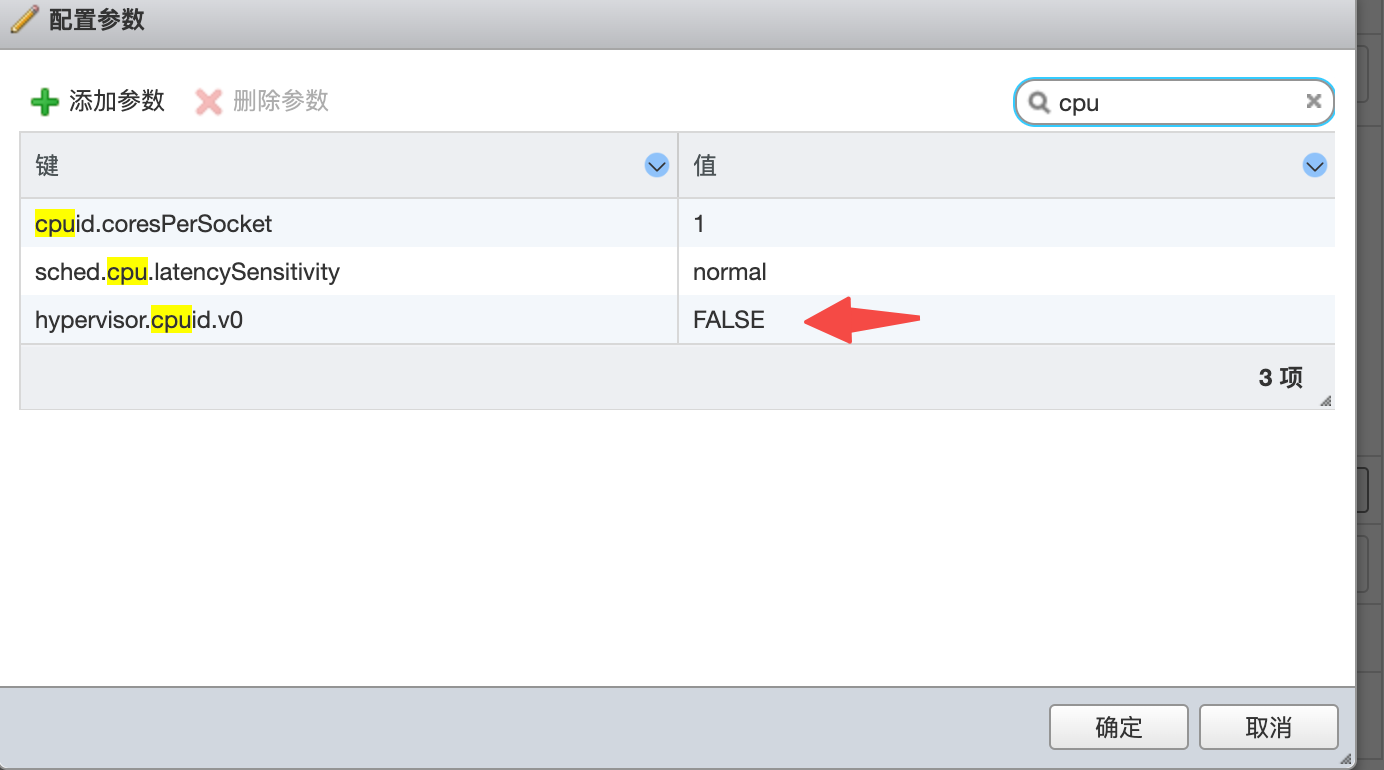 配置参数
添加参数 删除参数 cpu
键 值
cpuid.coresPerSocket 1
sched.cpu.latencySensitivity normal
hypervisor.cpuid.v0 FALSE
3 项
确定 取消